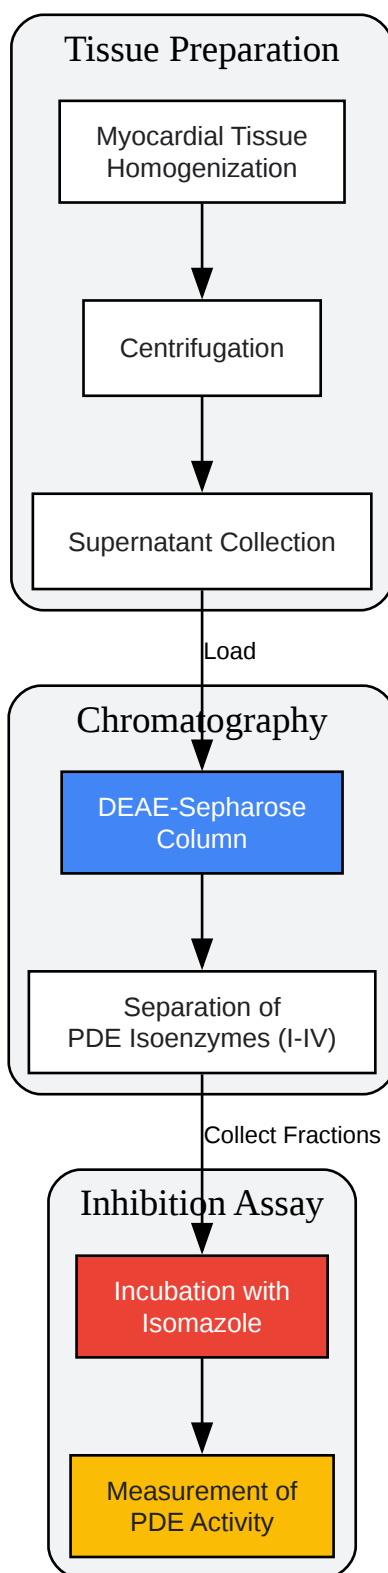 Tissue Preparation
Myocardial Tissue
Homogenization
Centrifugation
Supernatant Collection
Load
Chromatography
DEAE-Sepharose
Column
Separation of
PDE Isoenzymes (I-IV)
Collect Fractions
Inhibition Assay
Incubation with
Isomazole
Measurement of
PDE Activity